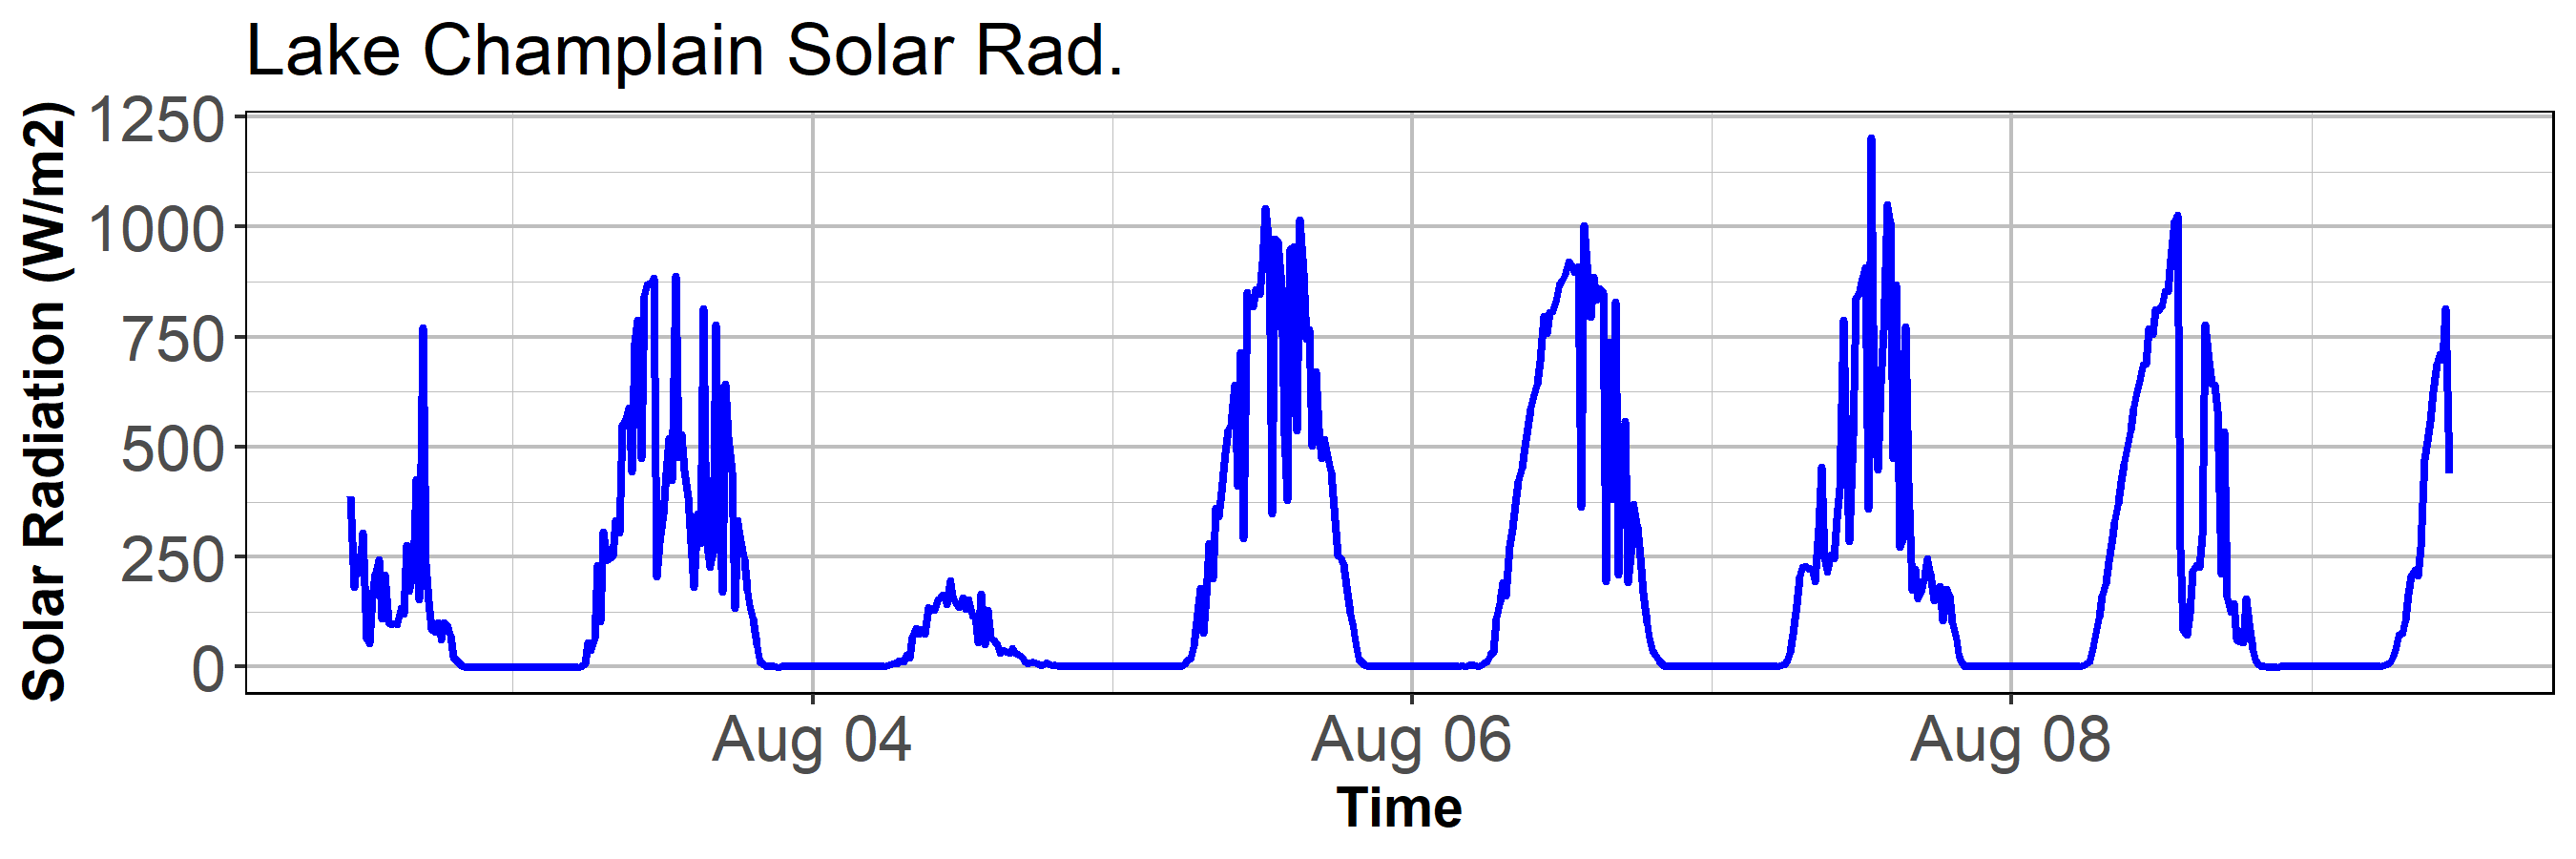 Lake Champlain Solar Rad.
Solar Radiation (W/m2)
1250
1000
750
500
250
0
Aug 04 Aug 06 Aug 08
Time